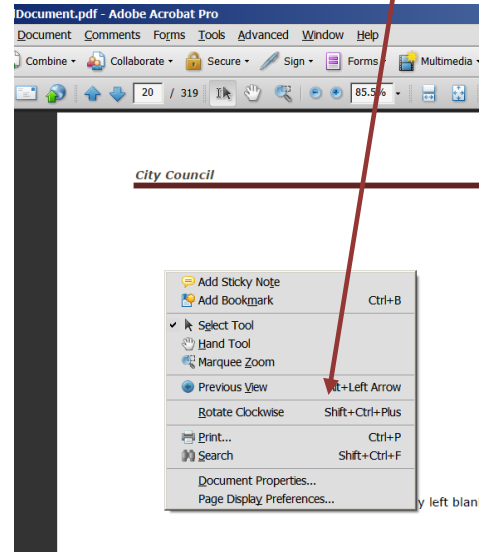 Document.pdf - Adobe Acrobat Pro
Document Comments Forms Tools Advanced Window Help
Combine Collaborate Secure Sign Forms Multimedia
20 / 319 85.5%
City Council
Add Sticky Note
Add Bookmark Ctrl+B
Select Tool
Hand Tool
Marquee Zoom
Previous View Alt+Left Arrow
Rotate Clockwise Shift+Ctrl+Plus
Print... Ctrl+P
Search Shift+Ctrl+F
Document Properties...
Page Display Preferences...
y left blan